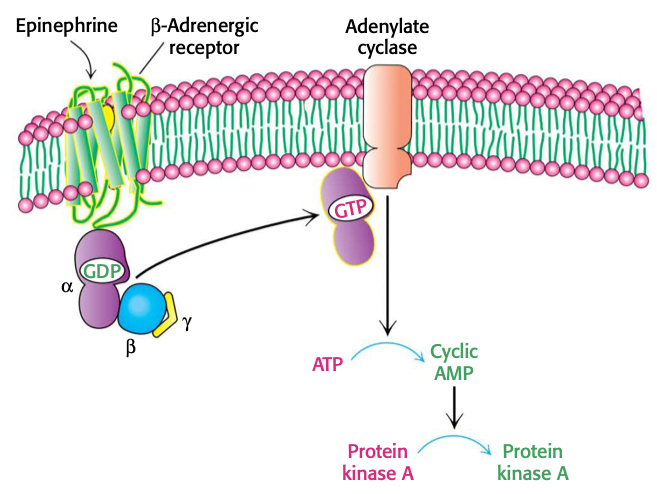 Epinephrine
β-Adrenergic
receptor
Adenylate
cyclase
GTP
GDP
α
β
γ
ATP
Cyclic
AMP
Protein
kinase A
Protein
kinase A